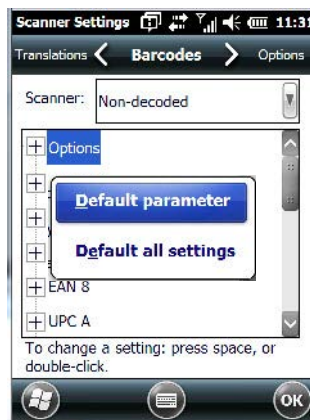 Scanner Settings 11:31
Translations Barcodes Options
Scanner: Non-decoded
Options
Default parameter
Default all settings
EAN 8
UPC A
To change a setting: press space, or
double-click.
OK